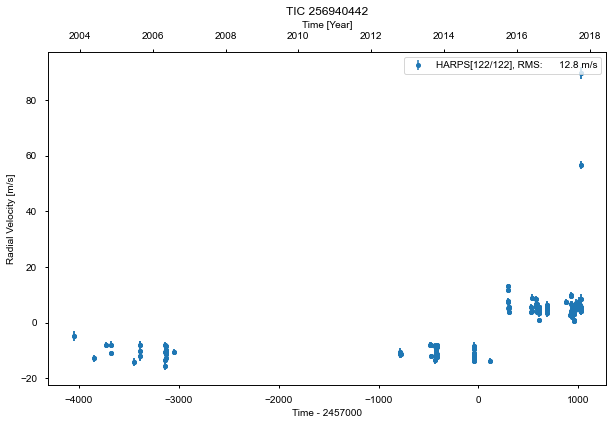 TIC 256940442
Time [Year]
2004 2006 2008 2010 2012 2014 2016 2018
HARPS[122/122], RMS: 12.8 m/s
Radial Velocity [m/s]
80
60
40
20
0
−20
−4000 −3000 −2000 −1000 0 1000
Time - 2457000